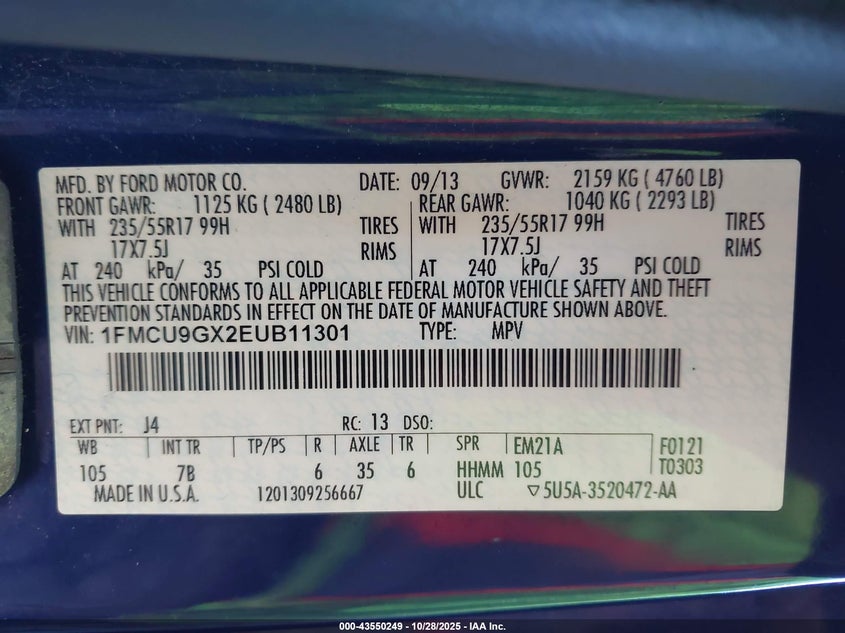 MFD. BY FORD MOTOR CO. DATE: 09/13 GVWR: 2159 KG ( 4760 LB)
FRONT GAWR: 1125 KG ( 2480 LB) REAR GAWR: 1040 KG ( 2293 LB)
WITH 235/55R17 99H TIRES WITH 235/55R17 99H TIRES
17X7.5J RIMS 17X7.5J RIMS
AT 240 kPa/ 35 PSI COLD AT 240 kPa/ 35 PSI COLD
THIS VEHICLE CONFORMS TO ALL APPLICABLE FEDERAL MOTOR VEHICLE SAFETY AND THEFT
PREVENTION STANDARDS IN EFFECT ON THE DATE OF MANUFACTURE SHOWN ABOVE.
VIN: 1FMCU9GX2EUB11301 TYPE: MPV
EXT PNT: J4 RC: 13 DSO:
WB INT TR TP/PS R AXLE TR SPR EM21A F0121
105 7B 6 35 6 HHMM 105 T0303
MADE IN U.S.A. 1201309256667 ULC ▽5U5A-3520472-AA
000-43550249 - 10/28/2025 - IAA Inc.